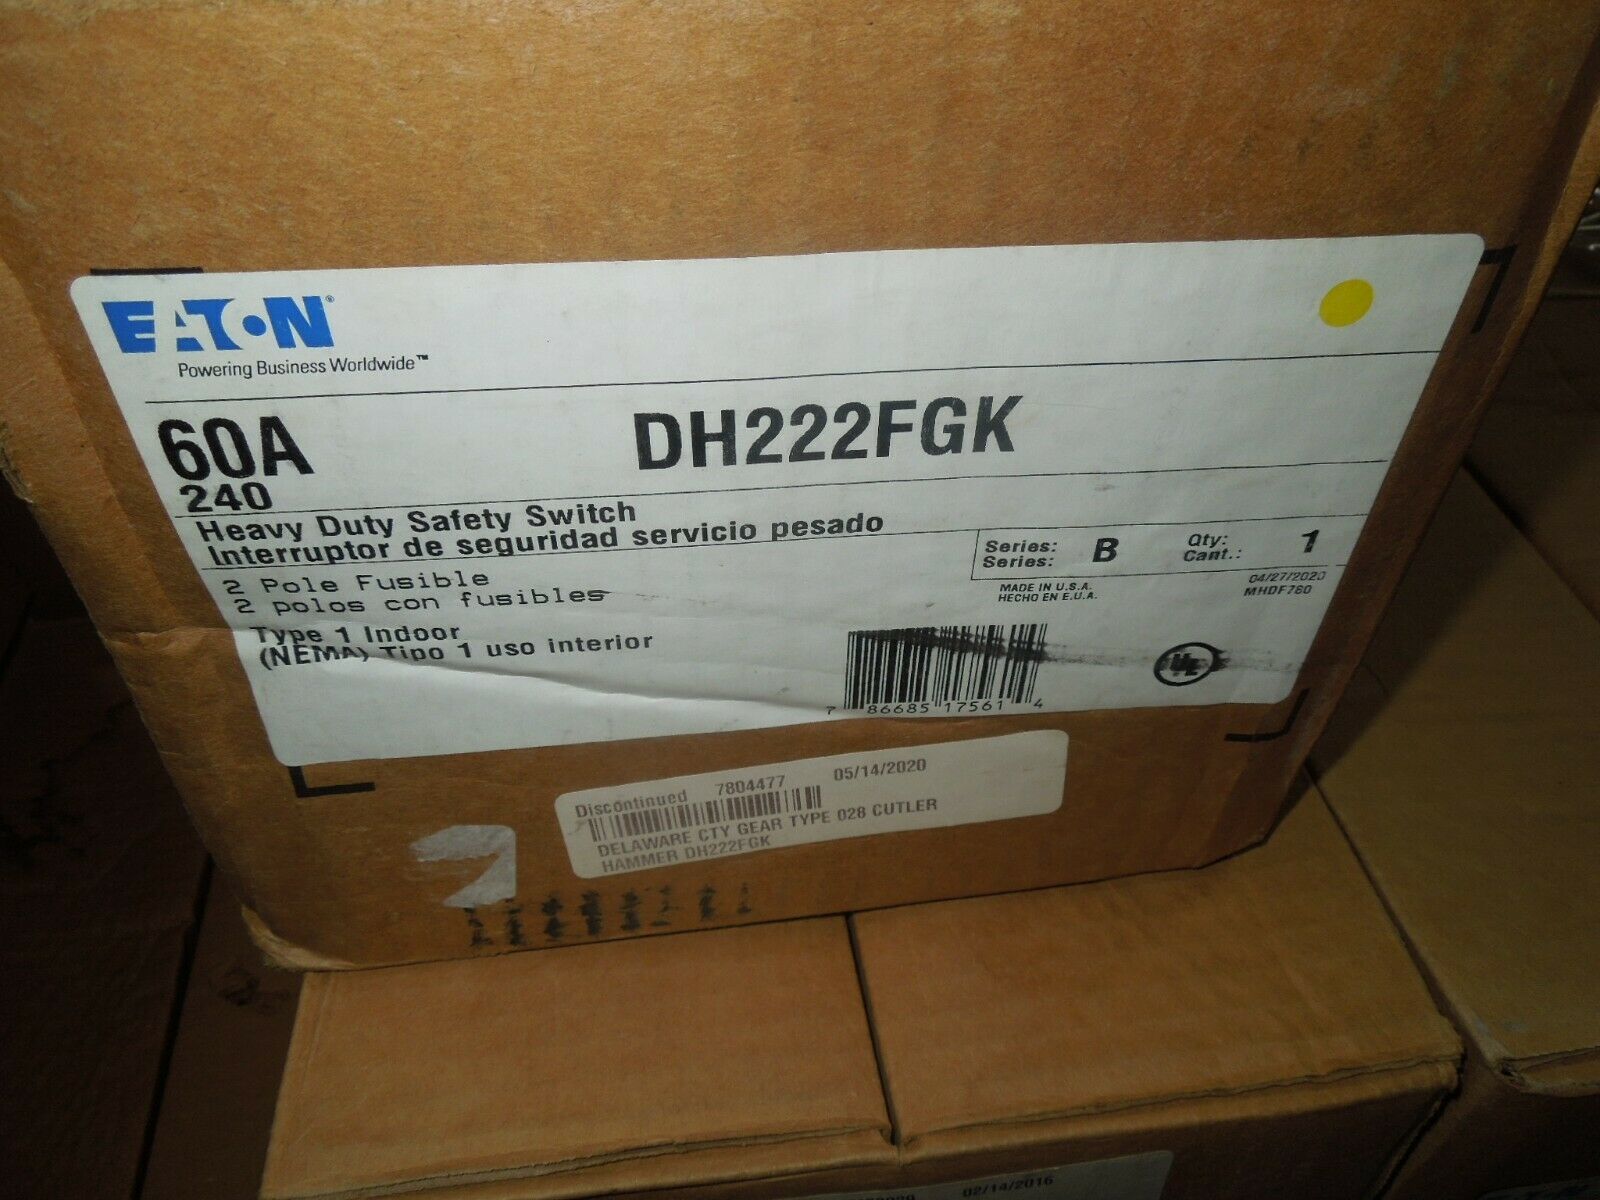 EATON®
Powering Business Worldwide™
60A
240
DH222FGK
Heavy Duty Safety Switch
Interruptor de seguridad servicio pesado
2 Pole Fusible
2 polos con fusibles
Type 1 Indoor
(NEMA) Tipo 1 uso interior
Series: B Qty: 1
Series: Cant.:
MADE IN U.S.A.
HECHO EN E.U.A.
04/27/2020
MHDF780
7 86685 17561 4
Discontinued 7804477 05/14/2020
DELAWARE CTY GEAR TYPE 028 CUTLER
HAMMER DH222FGK
02/14/2016